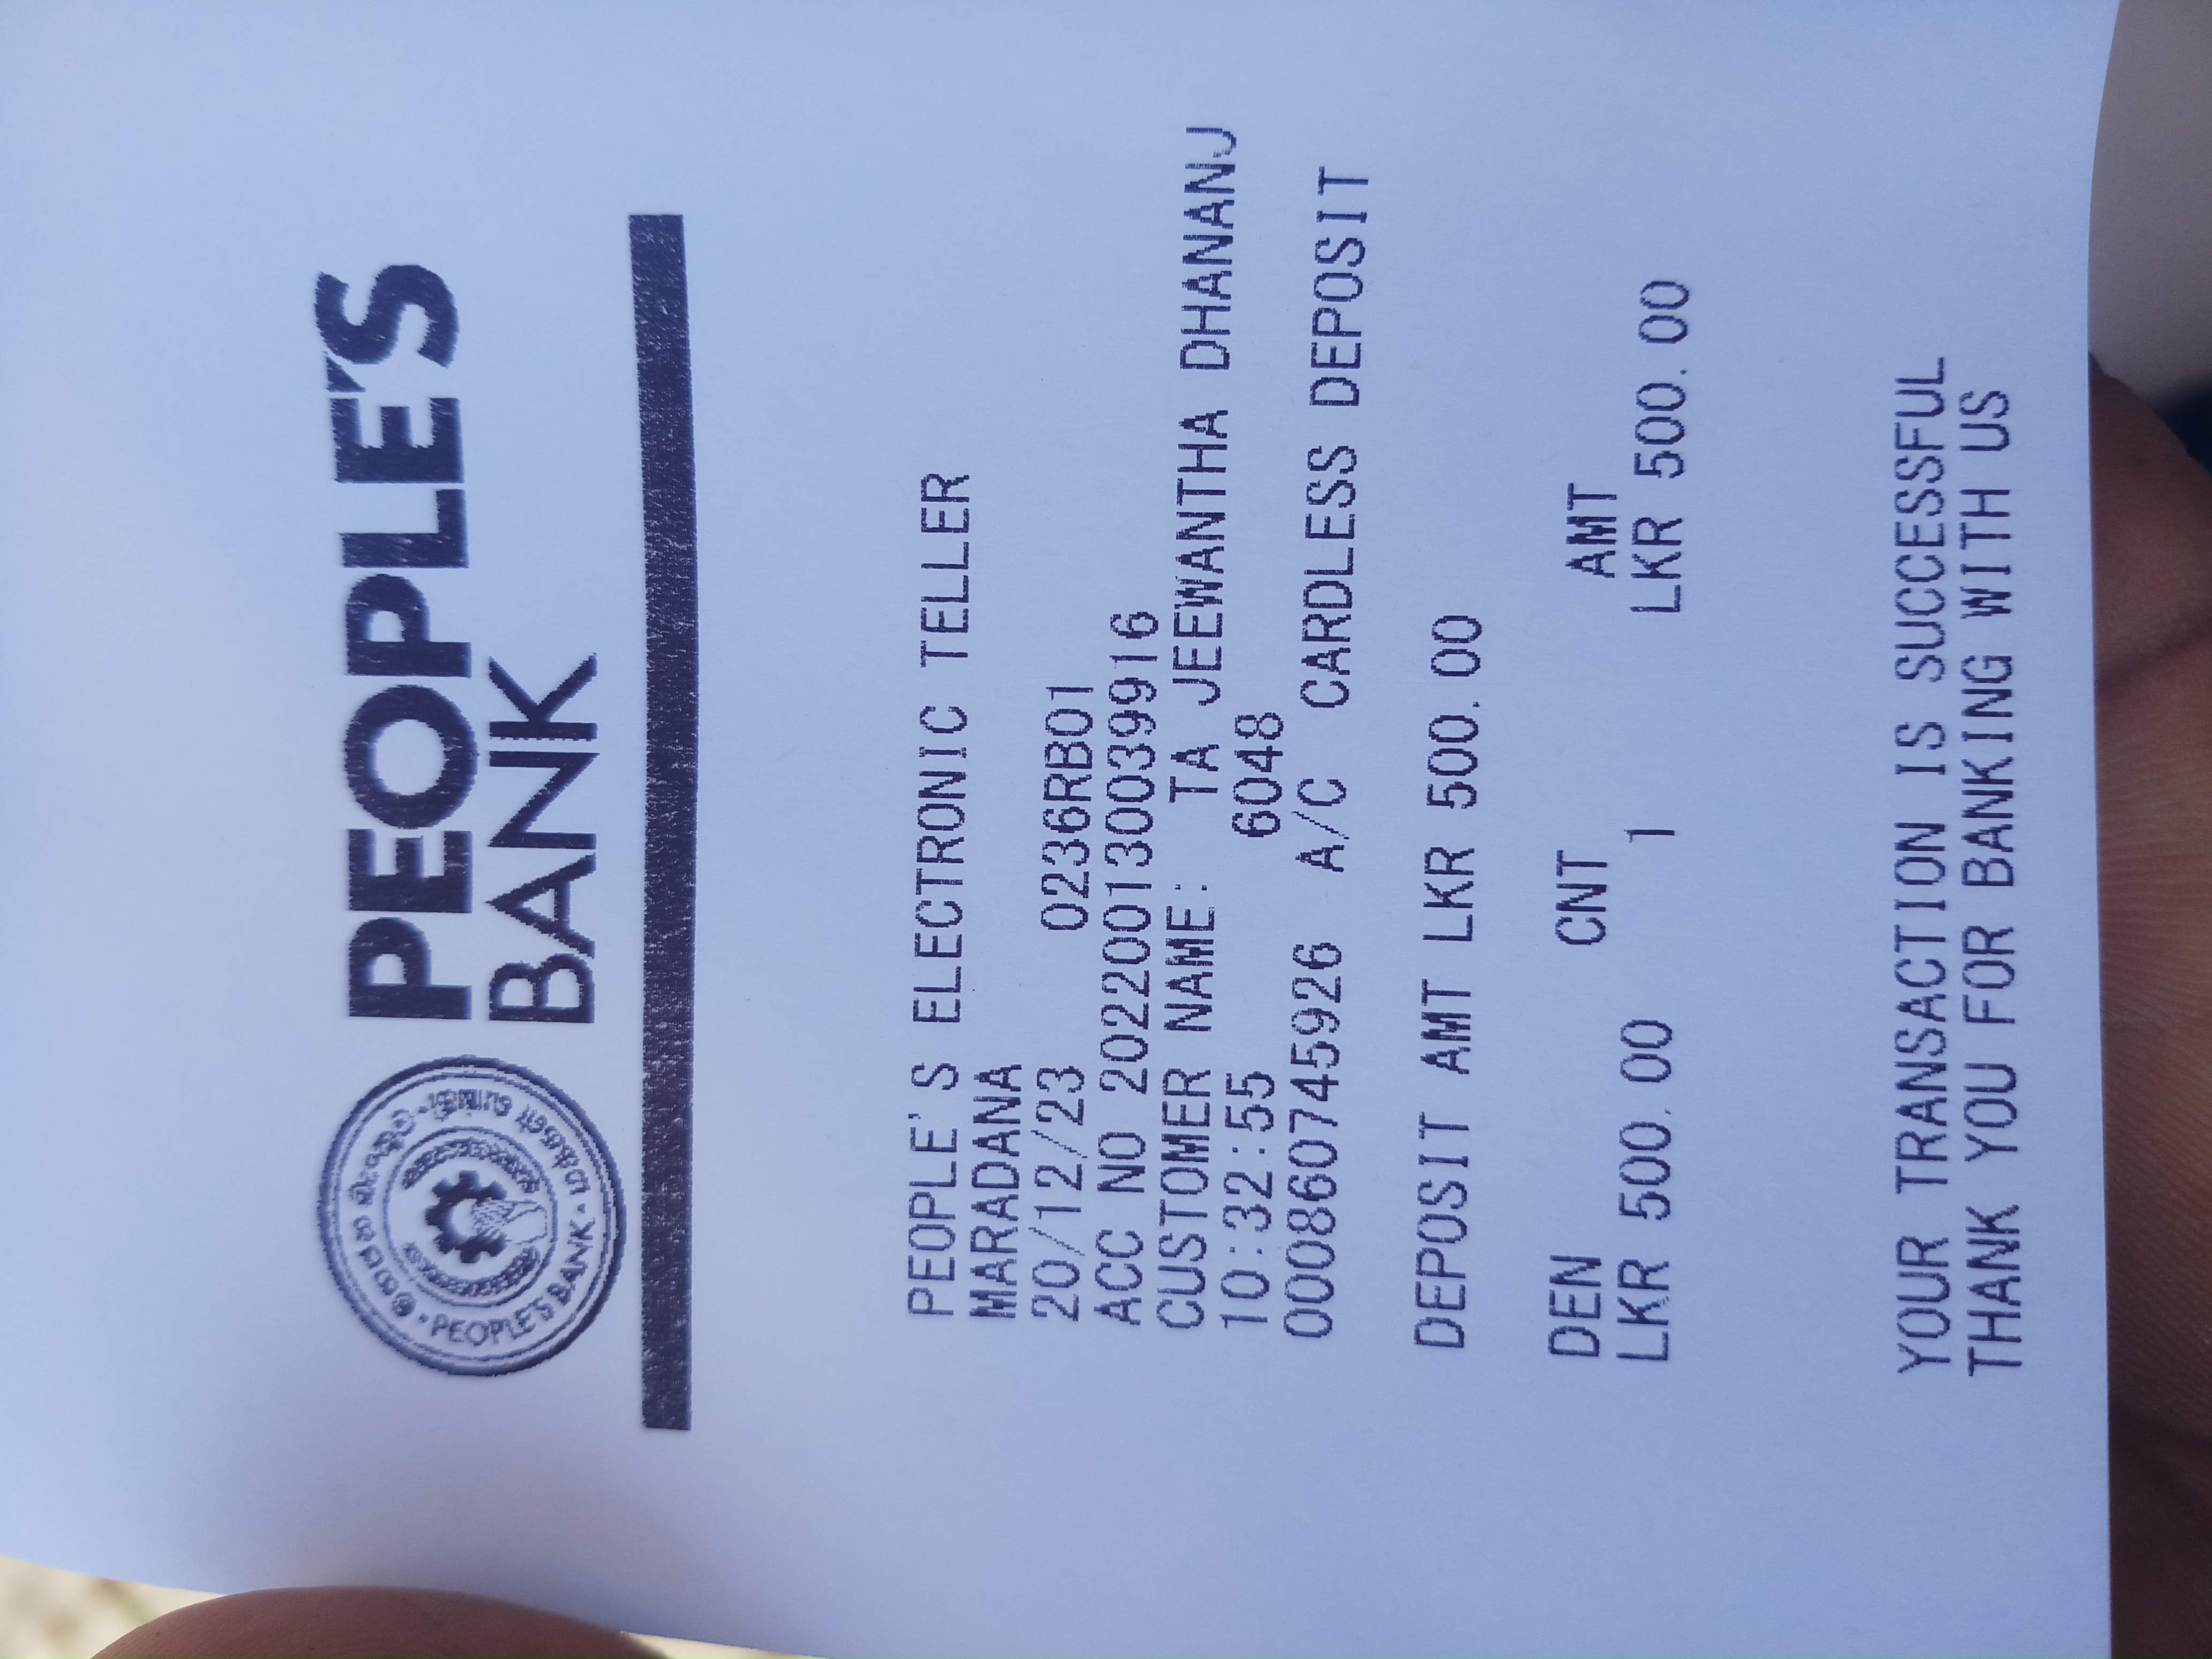 PEOPLE'S
BANK
PEOPLE'S BANK
PEOPLE'S ELECTRONIC TELLER
MARADANA
20/12/23 0236RB01
ACC NO 202200130039916
CUSTOMER NAME: TA JEEWANTHA DHANANJ
10:32:55 6048
000860745926 A/C CARDLESS DEPOSIT
DEPOSIT AMT LKR 500.00
DEN CNT AMT
LKR 500.00 1 LKR 500.00
YOUR TRANSACTION IS SUCCESSFUL
THANK YOU FOR BANKING WITH US